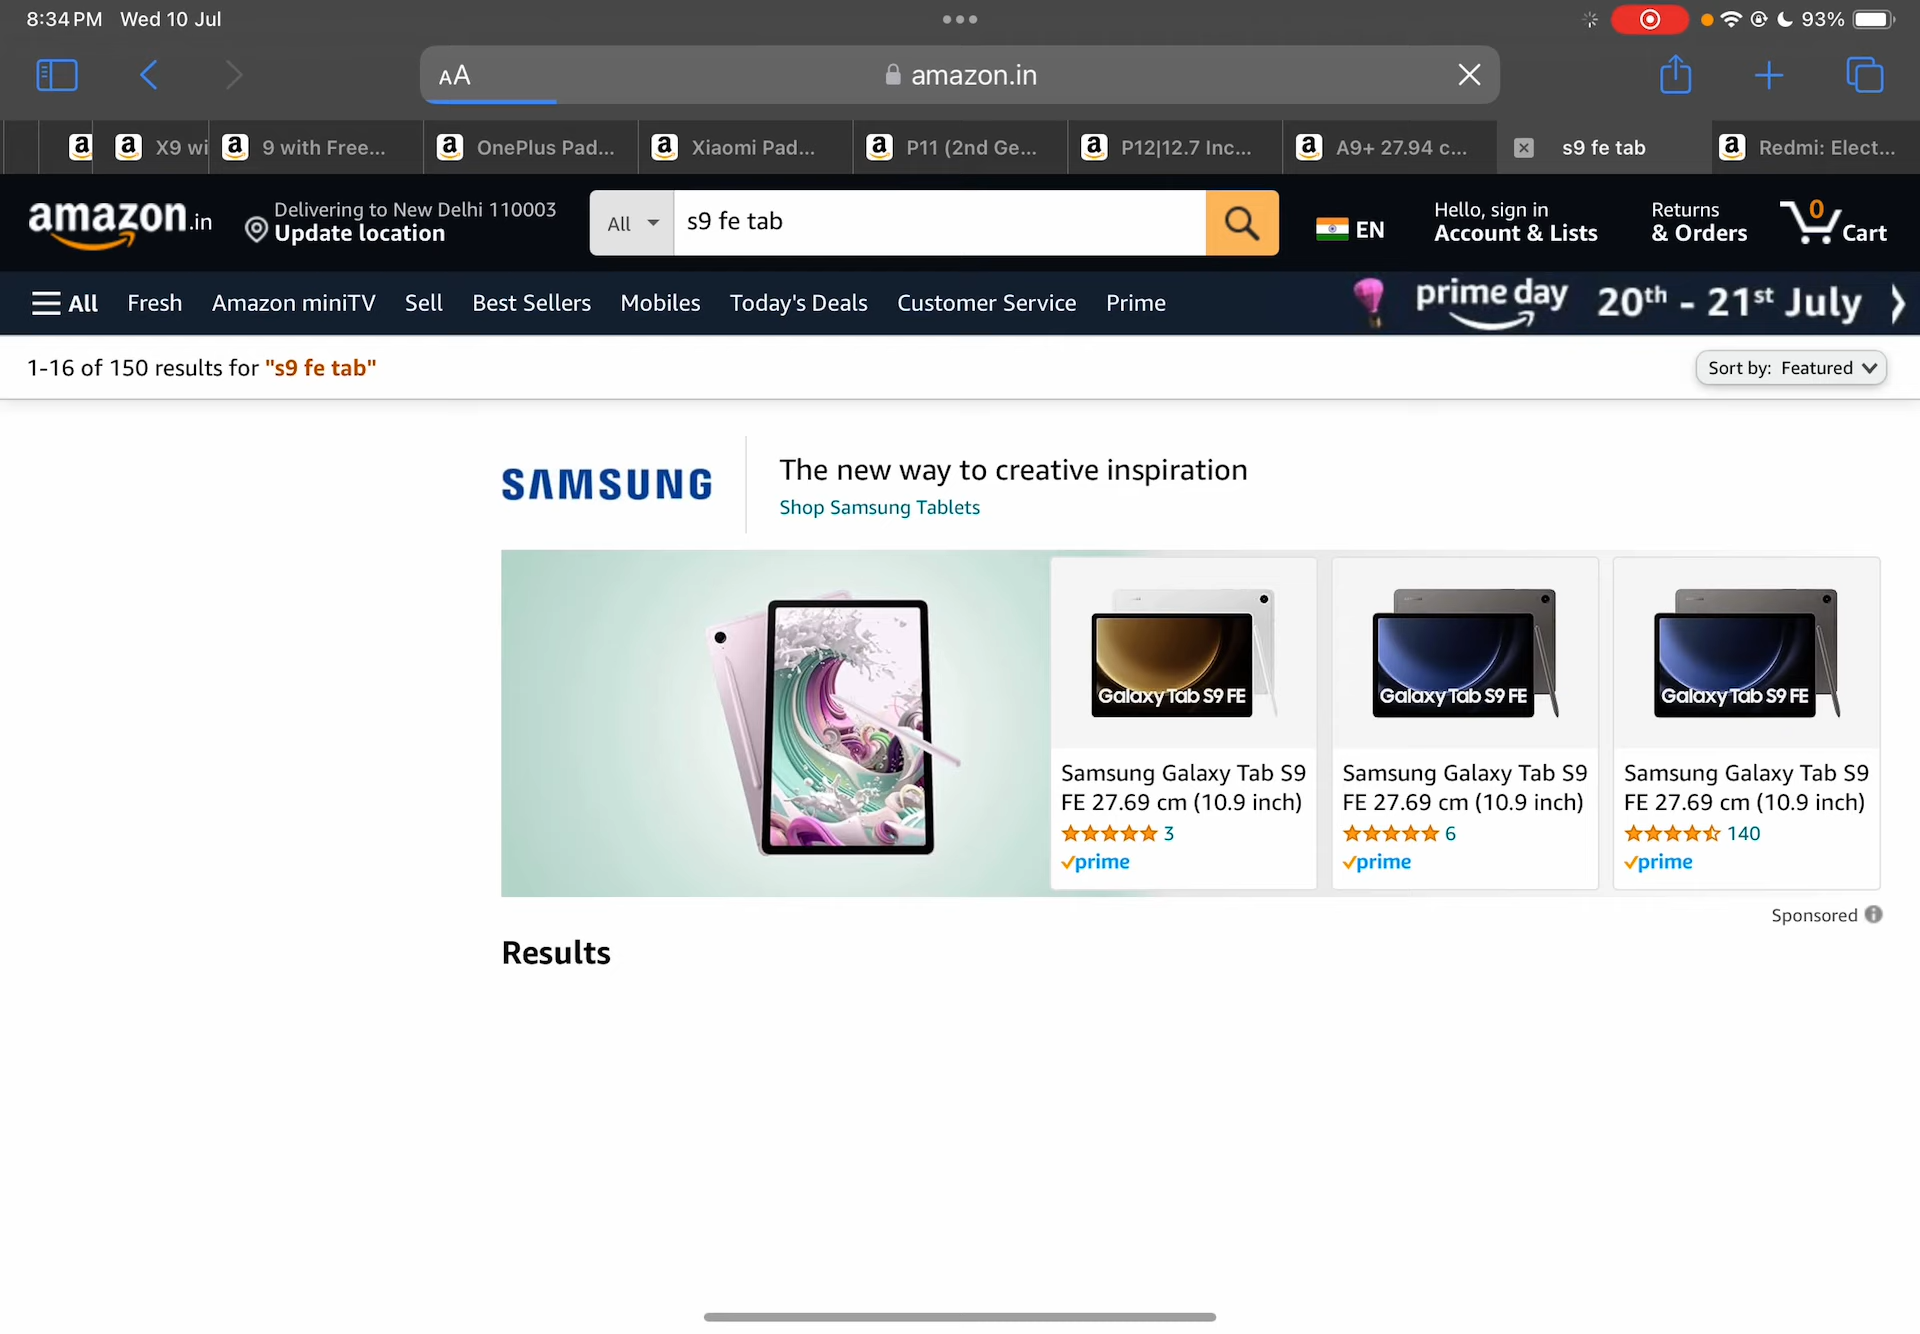 8:34 PM Wed 10 Jul
93%
AA
amazon.in
X9 wi
9 with Free...
OnePlus Pad...
Xiaomi Pad...
P11 (2nd Ge...
P12|12.7 Inc...
A9+ 27.94 c...
s9 fe tab
Redmi: Elect...
amazon.in
Delivering to New Delhi 110003
Update location
All
s9 fe tab
EN
Hello, sign in
Account & Lists
Returns
& Orders
0
Cart
All
Fresh
Amazon miniTV
Sell
Best Sellers
Mobiles
Today's Deals
Customer Service
Prime
prime day
20th - 21st July
1-16 of 150 results for "s9 fe tab"
Sort by: Featured
SAMSUNG
The new way to creative inspiration
Shop Samsung Tablets
Galaxy Tab S9 FE
Samsung Galaxy Tab S9
FE 27.69 cm (10.9 inch)
3
prime
Galaxy Tab S9 FE
Samsung Galaxy Tab S9
FE 27.69 cm (10.9 inch)
6
prime
Galaxy Tab S9 FE
Samsung Galaxy Tab S9
FE 27.69 cm (10.9 inch)
140
prime
Sponsored
Results